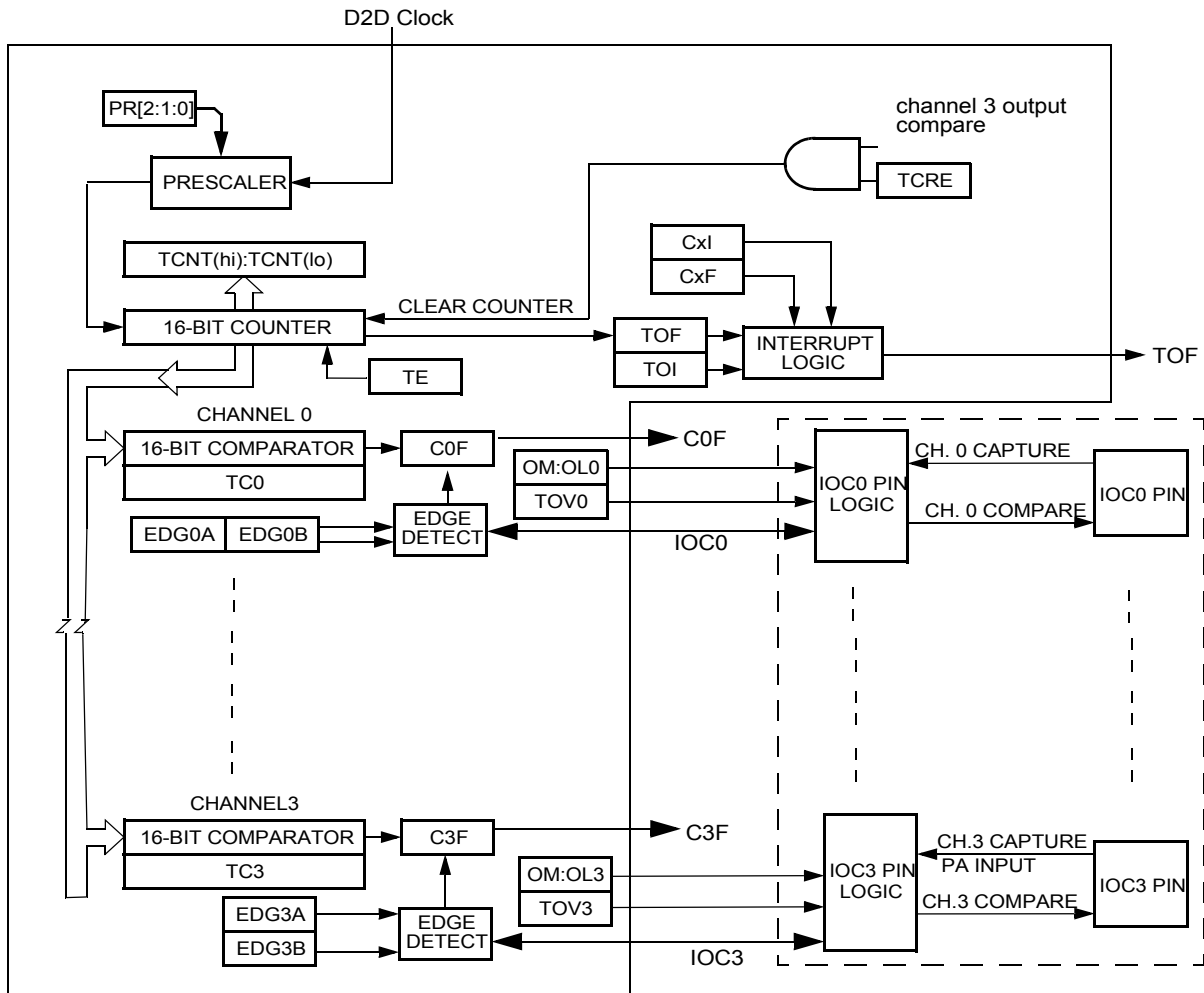 D2D Clock
PR[2:1:0]
channel 3 output
compare
PRESCALER
TCRE
CxI
CxF
TCNT(hi):TCNT(lo)
CLEAR COUNTER
16-BIT COUNTER
TOF
TOI
INTERRUPT
LOGIC
TOF
TE
CHANNEL 0
16-BIT COMPARATOR
TC0
C0F
C0F
OM:OL0
TOV0
IOC0 PIN
LOGIC
CH. 0 CAPTURE
CH. 0 COMPARE
IOC0 PIN
EDG0A
EDG0B
EDGE
DETECT
IOC0
CHANNEL3
16-BIT COMPARATOR
TC3
C3F
C3F
OM:OL3
TOV3
IOC3 PIN
LOGIC
CH.3 CAPTURE
PA INPUT
CH.3 COMPARE
IOC3 PIN
EDG3A
EDG3B
EDGE
DETECT
IOC3